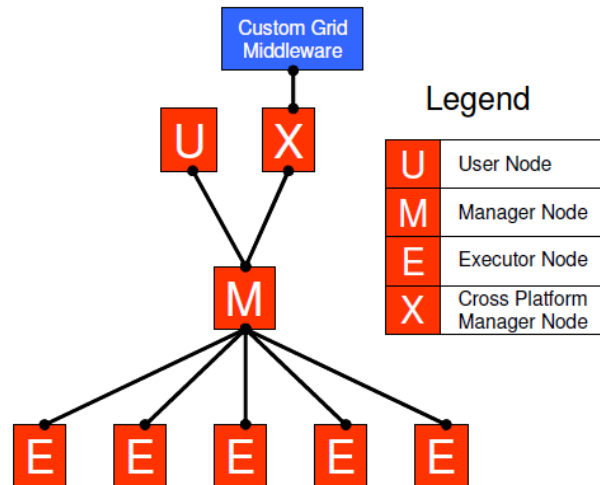 Custom Grid
Middleware
U
X
M
E
E
E
E
E
Legend
U
User Node
M
Manager Node
E
Executor Node
X
Cross Platform
Manager Node